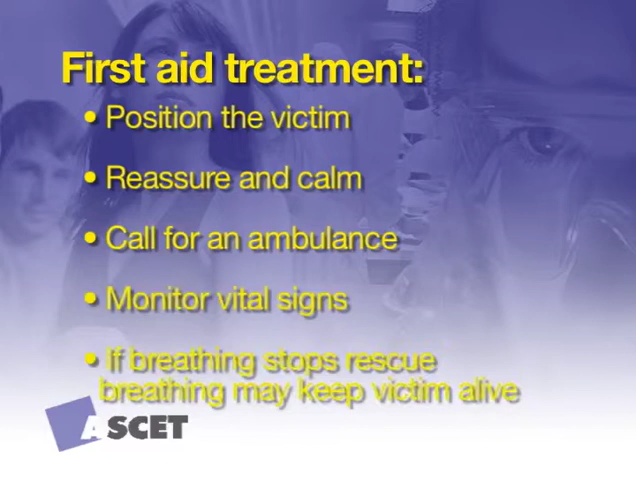 First aid treatment:
• Position the victim
• Reassure and calm
• Call for an ambulance
• Monitor vital signs
• If breathing stops rescue
breathing may keep victim alive
ASCET